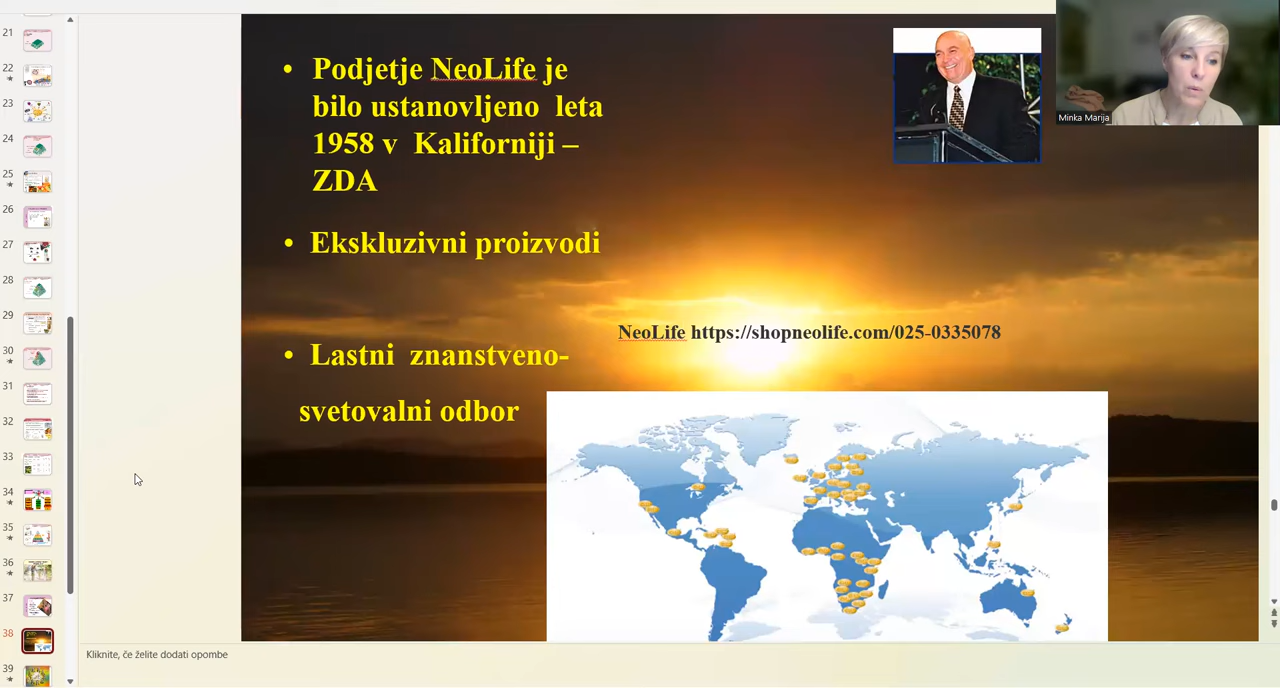 21
22
23
24
25
26
27
28
29
30
31
32
33
34
35
36
37
38
39
• Podjetje NeoLife je
bilo ustanovljeno leta
1958 v Kaliforniji –
ZDA
• Ekskluzivni proizvodi
• Lastni znanstveno-
svetovalni odbor
NeoLife https://shopneolife.com/025-0335078
Minka Marija
Kliknite, če želite dodati opombe